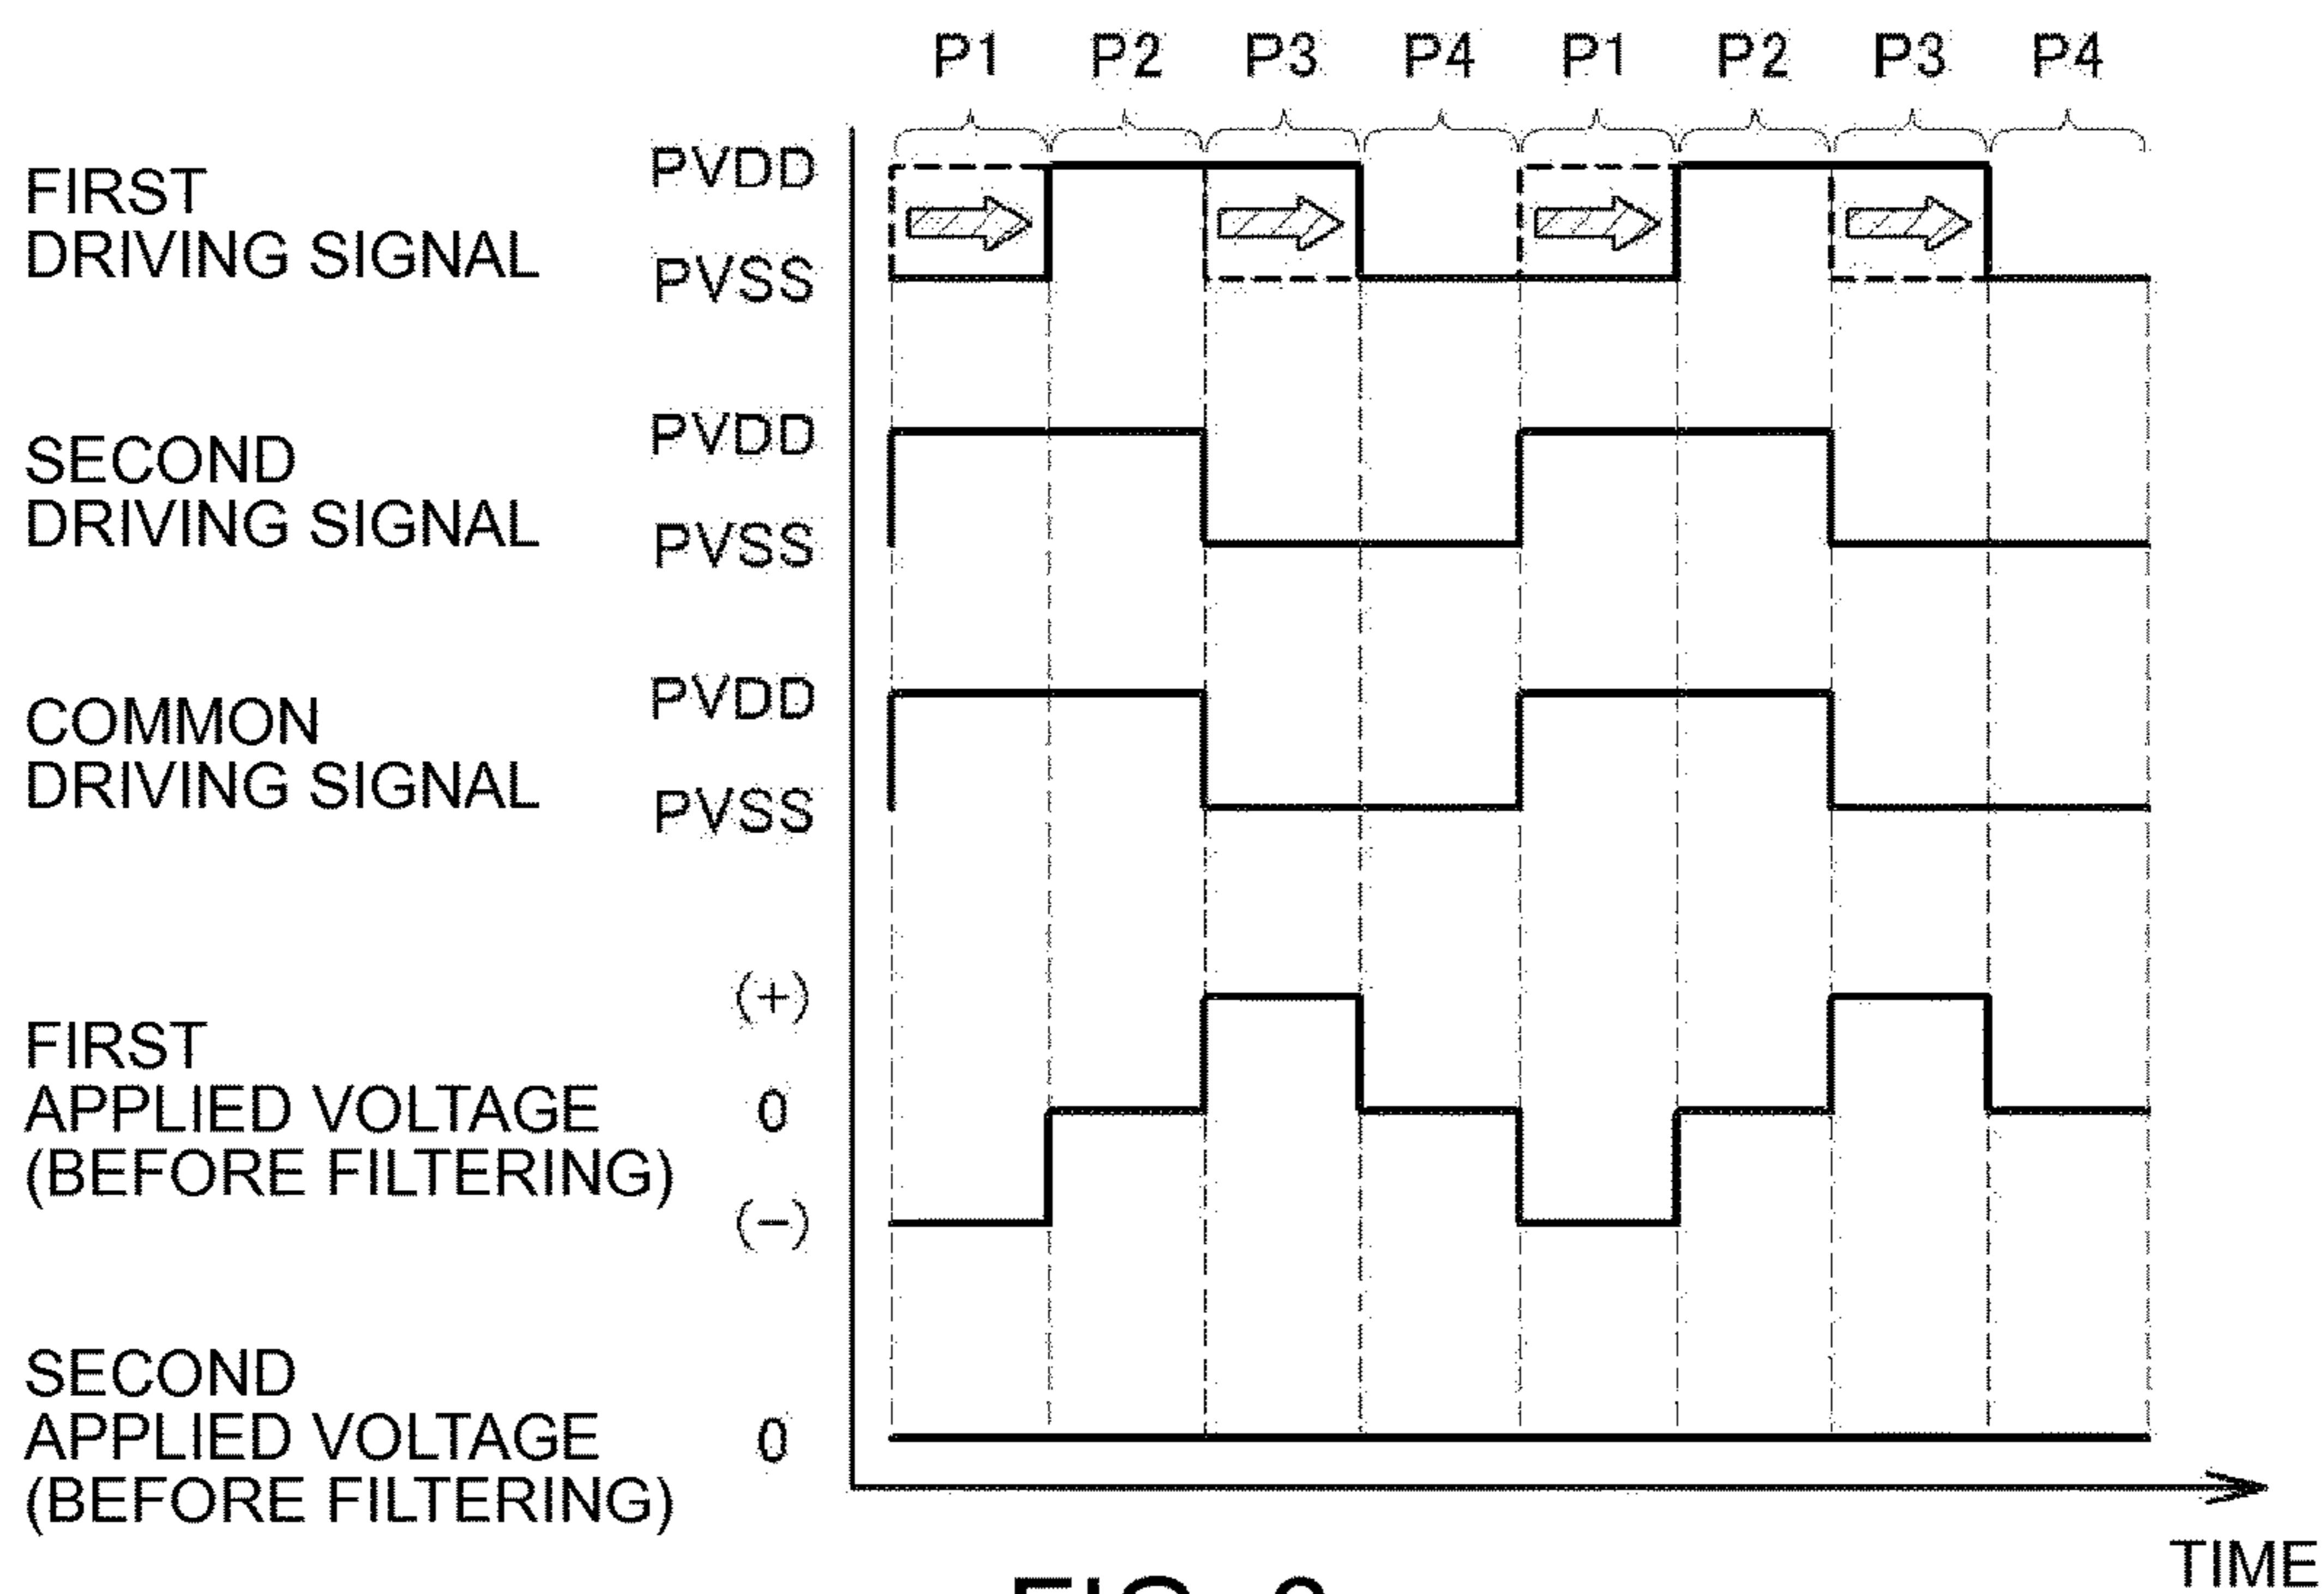 P1 P2 P3 P4 P1 P2 P3 P4
PVDD
FIRST
DRIVING SIGNAL
PVSS
PVDD
SECOND
DRIVING SIGNAL
PVSS
PVDD
COMMON
DRIVING SIGNAL
PVSS
(+)
FIRST
APPLIED VOLTAGE
(BEFORE FILTERING)
0
(−)
SECOND
APPLIED VOLTAGE
(BEFORE FILTERING)
0
TIME
FIG.